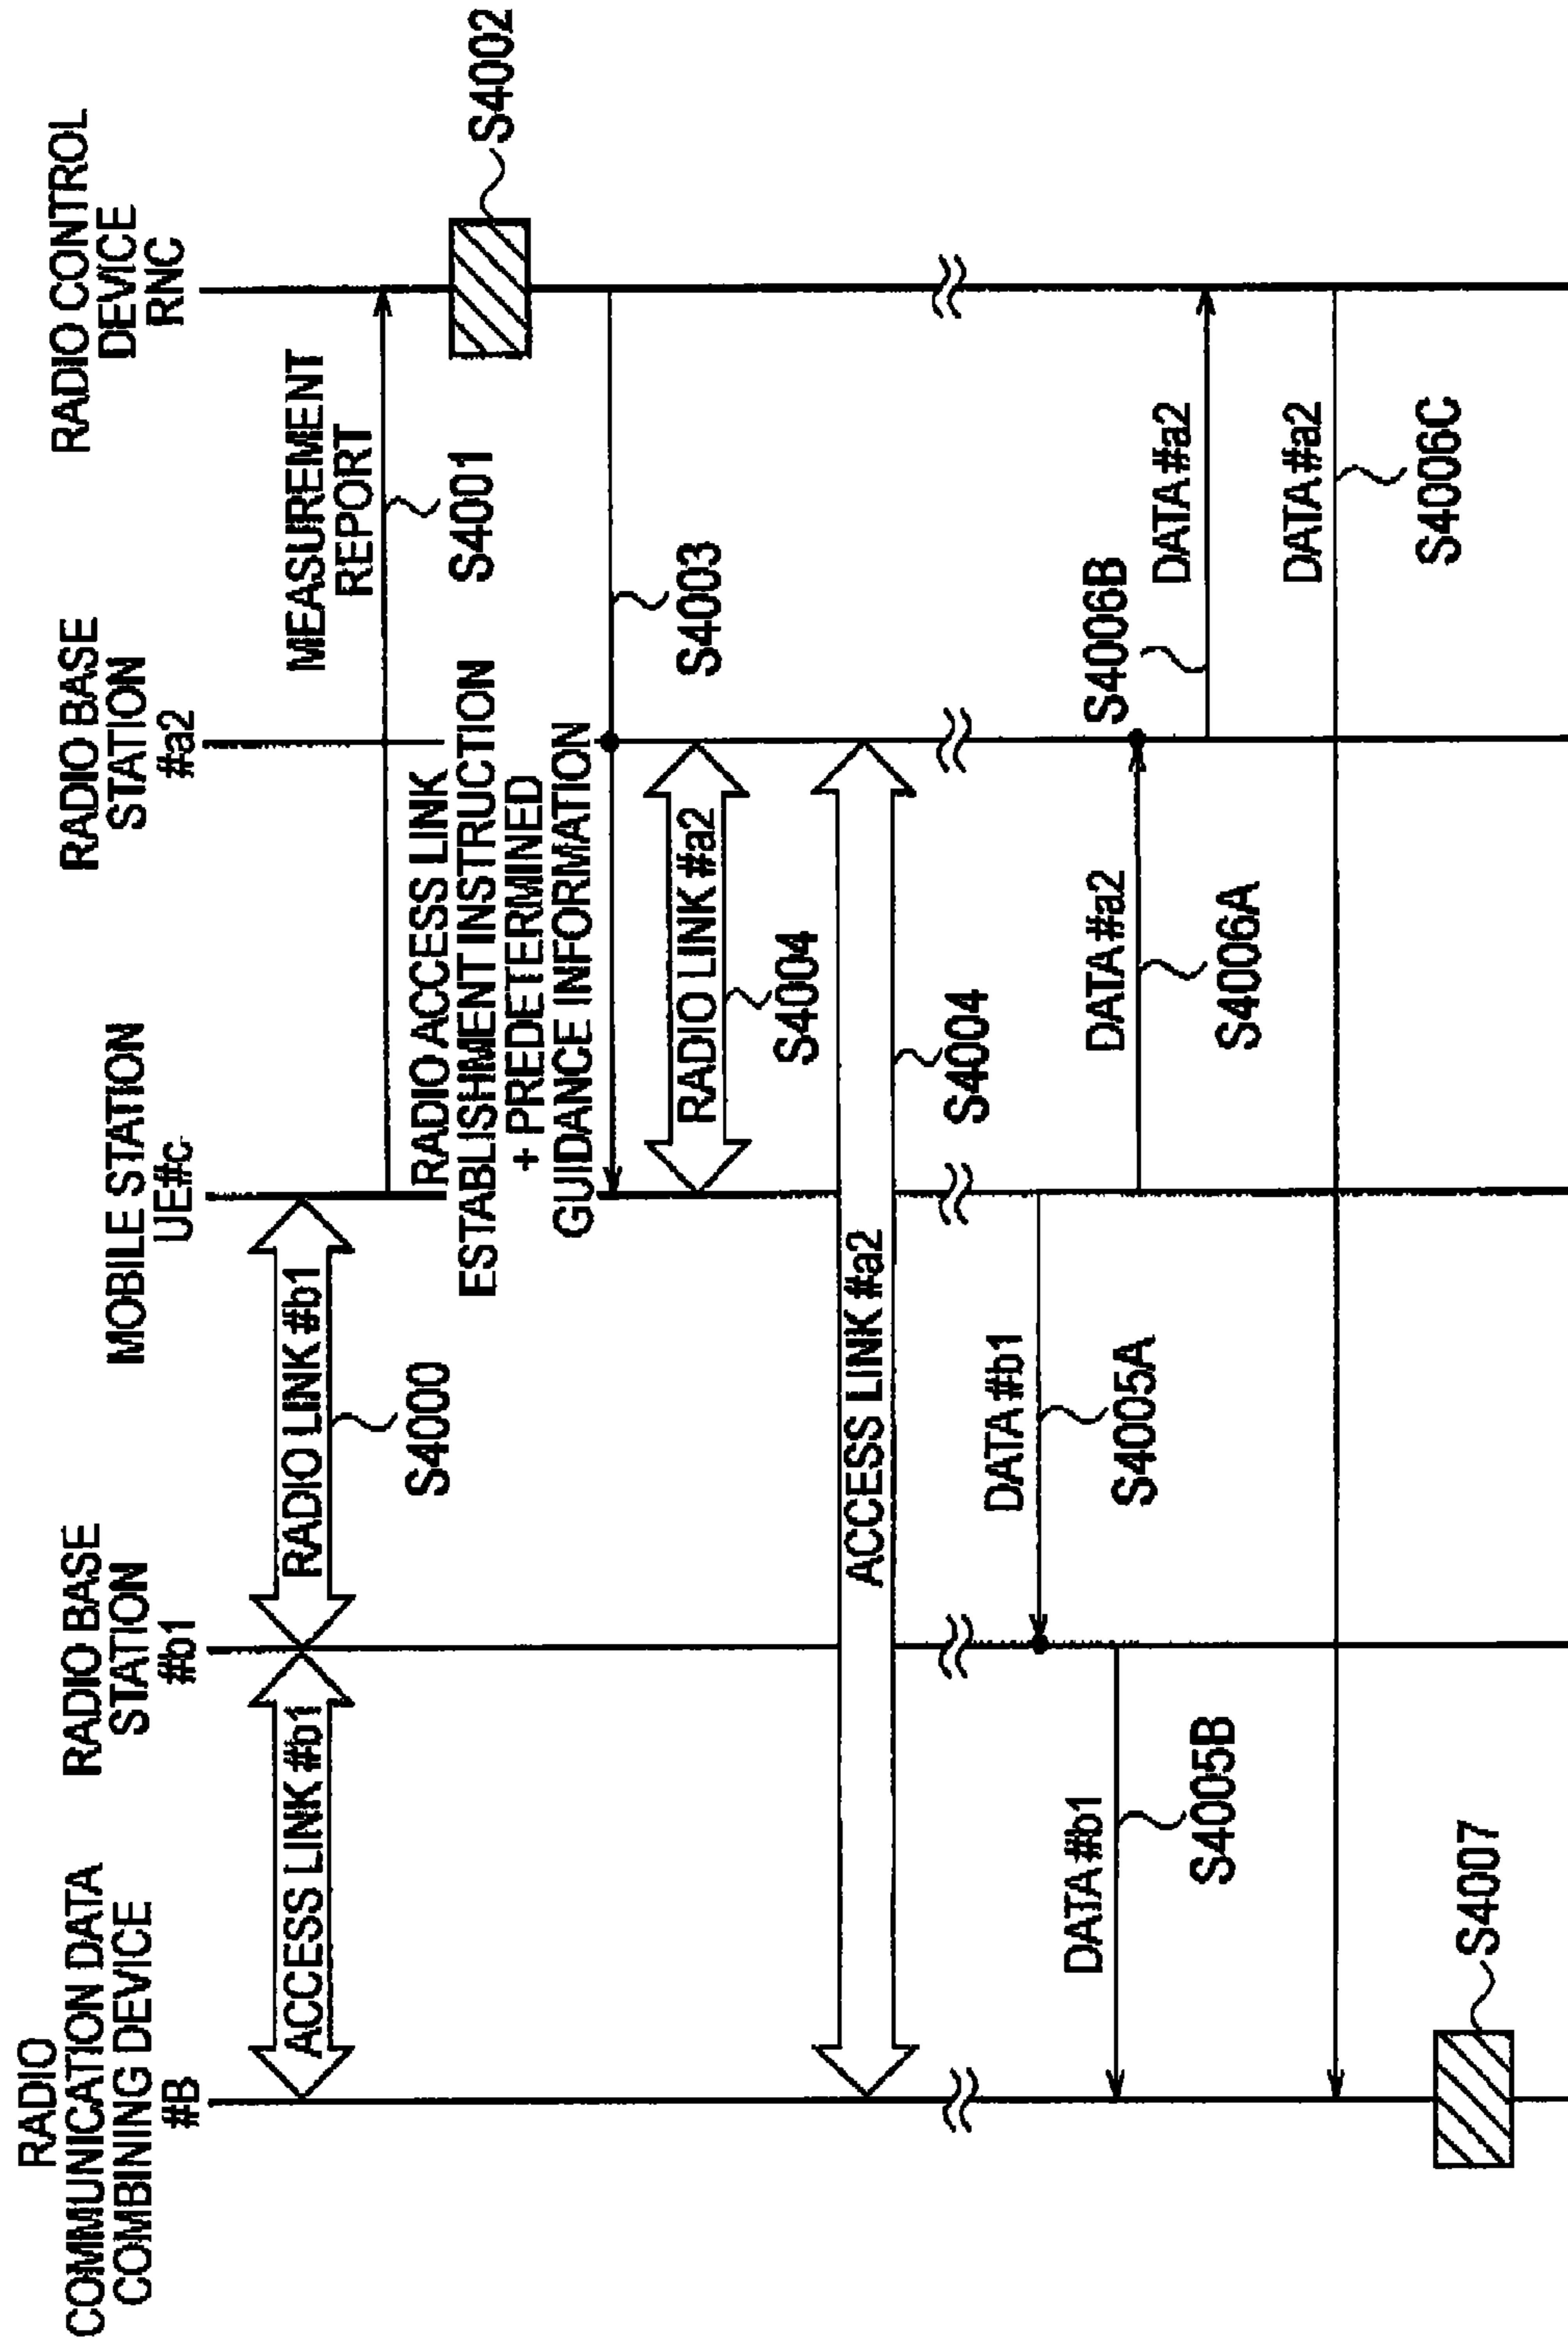 RADIO
COMMUNICATION DATA
COMBINING DEVICE
#B
RADIO BASE
STATION
#b1
MOBILE STATION
UE#c
RADIO BASE
STATION
#a2
RADIO CONTROL
DEVICE
RNC
ACCESS LINK #b1
RADIO LINK #b1
S4000
MEASUREMENT
REPORT
S4001
S4002
RADIO ACCESS LINK
ESTABLISHMENT INSTRUCTION
+ PREDETERMINED
GUIDANCE INFORMATION
S4003
RADIO LINK #a2
S4004
ACCESS LINK #a2
S4004
DATA #b1
S4005A
DATA #b1
S4005B
DATA #a2
S4006A
S4006B
DATA #a2
DATA #a2
S4006C
S4007